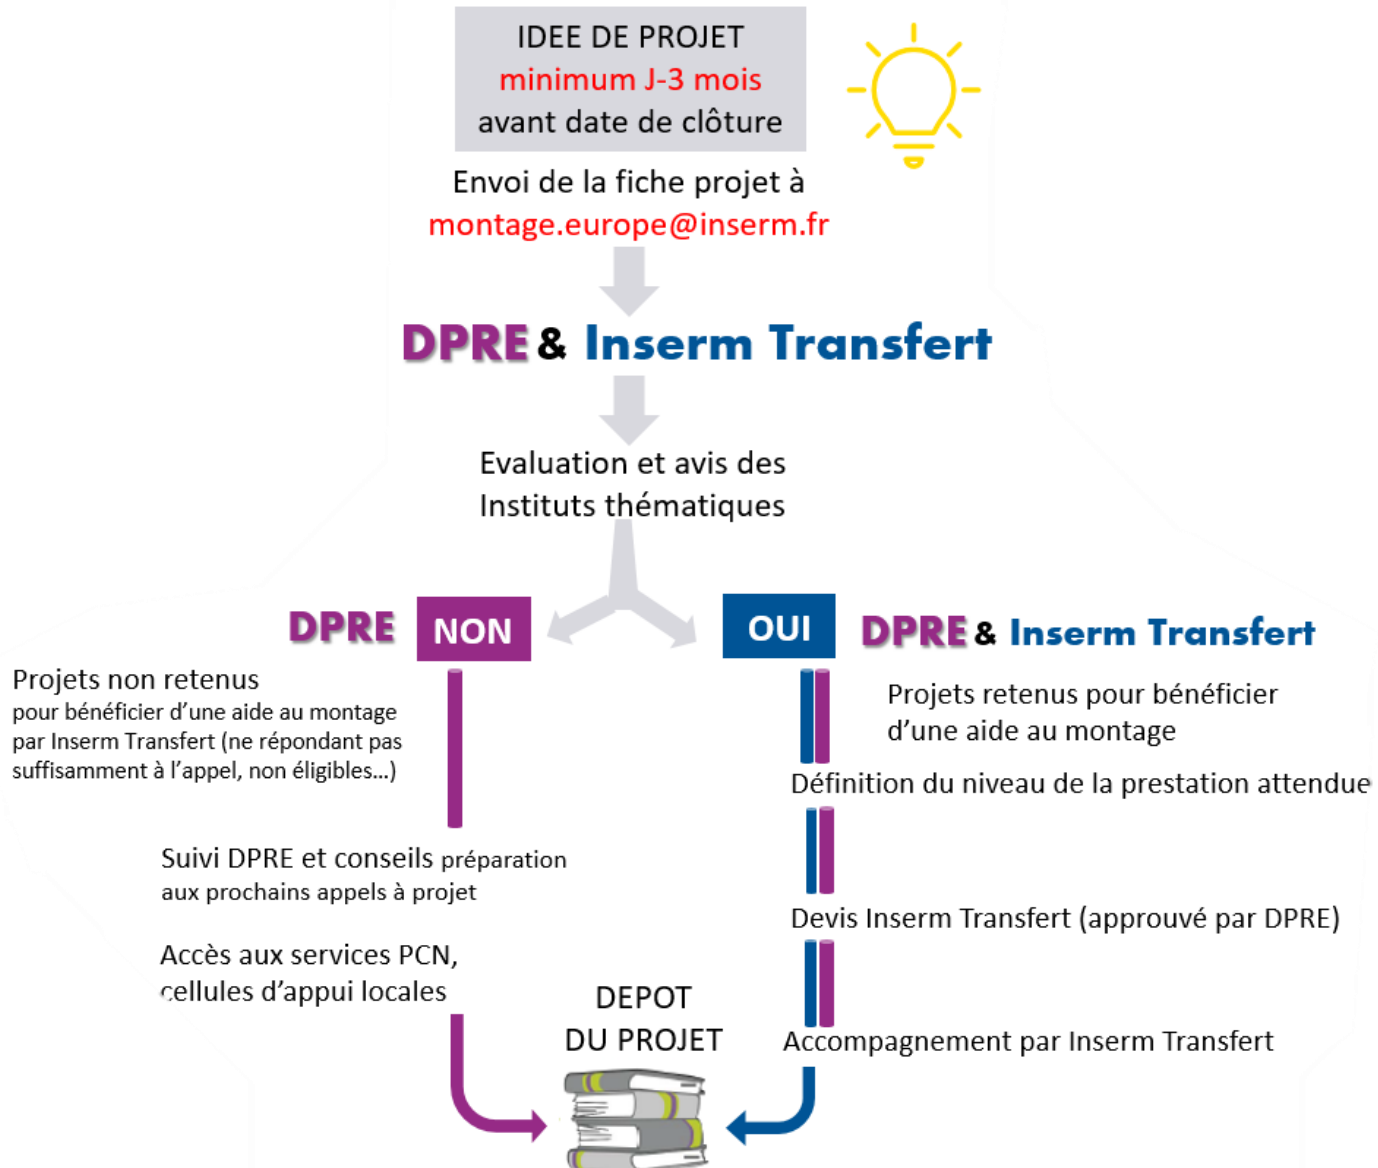 IDEE DE PROJET
minimum J-3 mois
avant date de clôture
Envoi de la fiche projet à
montage.europe@inserm.fr
DPRE & Inserm Transfert
Evaluation et avis des
Instituts thématiques
DPRE NON
Projets non retenus
pour bénéficier d’une aide au montage
par Inserm Transfert (ne répondant pas
suffisamment à l’appel, non éligibles…)
Suivi DPRE et conseils préparation
aux prochains appels à projet
Accès aux services PCN,
cellules d’appui locales
OUI DPRE & Inserm Transfert
Projets retenus pour bénéficier
d’une aide au montage
Définition du niveau de la prestation attendue
Devis Inserm Transfert (approuvé par DPRE)
Accompagnement par Inserm Transfert
DEPOT
DU PROJET